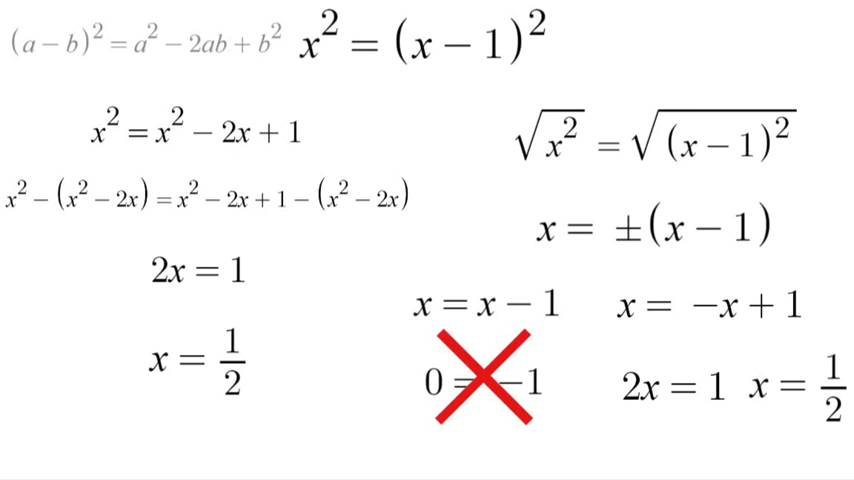 (a − b)² = a² − 2ab + b²
x² = (x − 1)²
x² = x² − 2x + 1
x² − (x² − 2x) = x² − 2x + 1 − (x² − 2x)
2x = 1
x = 1/2
√x² = √(x − 1)²
x = ±(x − 1)
x = x − 1
0 = −1
x = −x + 1
2x = 1
x = 1/2